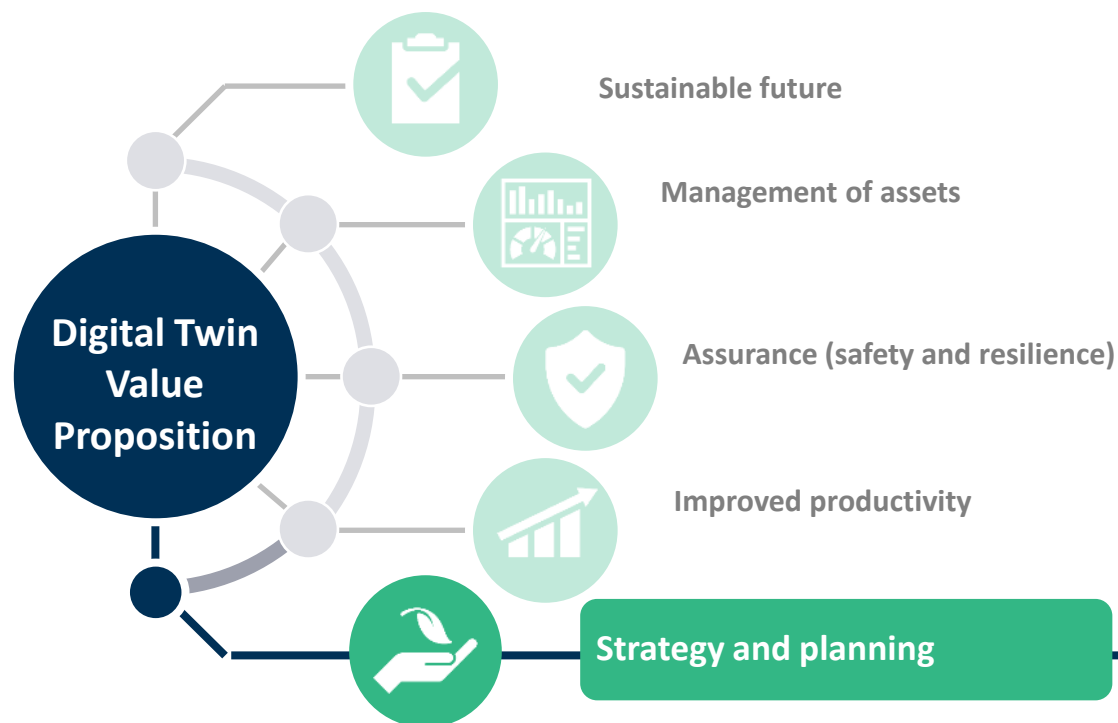 Sustainable future
Management of assets
Digital Twin
Value
Proposition
Assurance (safety and resilience)
Improved productivity
Strategy and planning